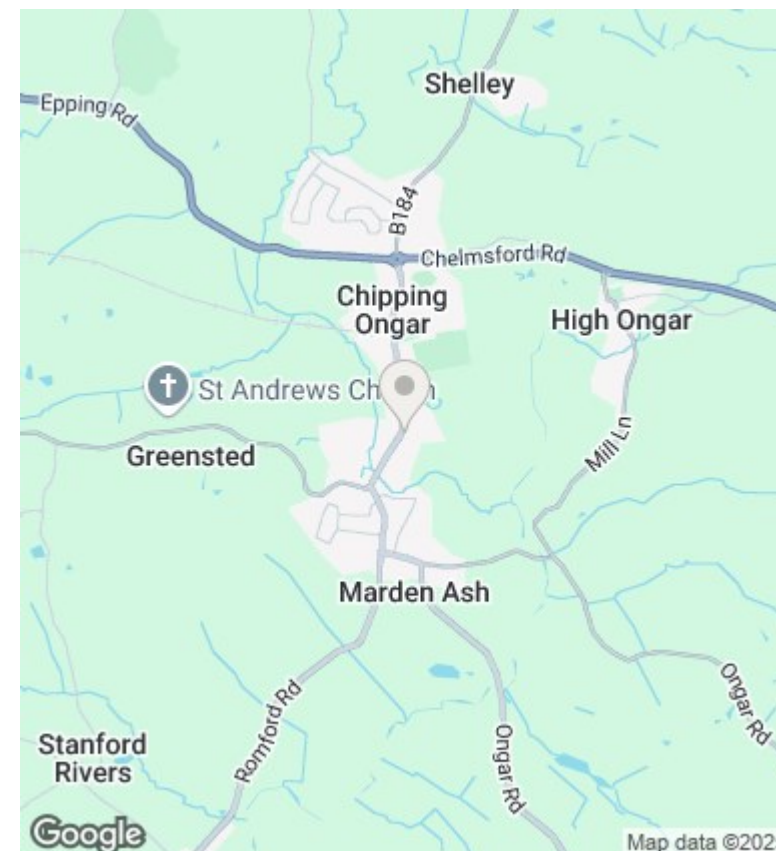 Shelley
Epping Rd
B184
Chelmsford Rd
Chipping
Ongar
High Ongar
St Andrews Ch
Greensted
Mill Ln
Marden Ash
Ongar Rd
Romford Rd
Ongar Rd
Stanford
Rivers
Google
Map data ©202